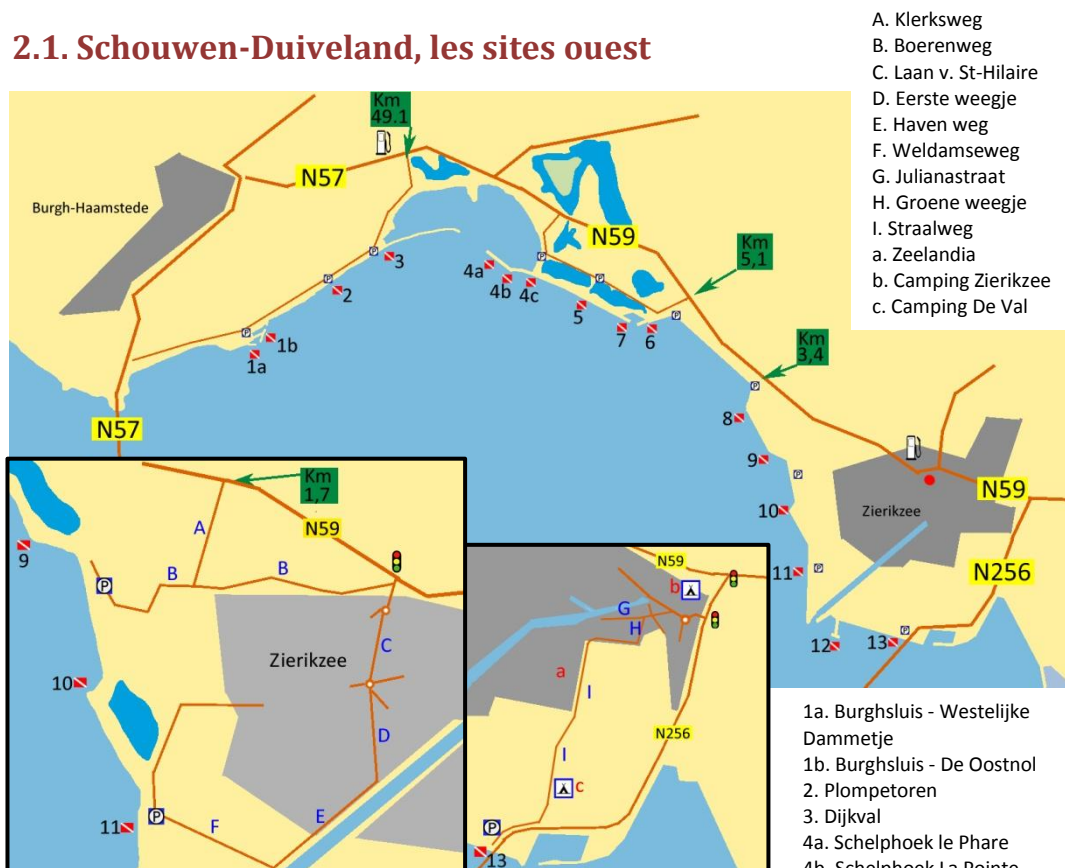 2.1. Schouwen-Duiveland, les sites ouest
A. Klerksweg
B. Boerenweg
C. Laan v. St-Hilaire
D. Eerste weegje
E. Haven weg
F. Weldamseweg
G. Julianastraat
H. Groene weegje
I. Straalweg
a. Zeelandia
b. Camping Zierikzee
c. Camping De Val
Km
49.1
N57
Burgh-Haamstede
N59
Km
5,1
3
4a
4b
4c
2
5
7
6
1b
1a
Km
3,4
N57
8
9
10
11
12
13
Zierikzee
N59
N256
Km
1,7
N59
A
B
B
9
P
C
Zierikzee
10
D
E
P
11
F
N59
b
G
H
a
I
N256
I
c
P
13
1a. Burghsluis - Westelijke
Dammetje
1b. Burghsluis - De Oostnol
2. Plompetoren
3. Dijkval
4a. Schelphoek le Phare
4b. Schelphoek La Pointe